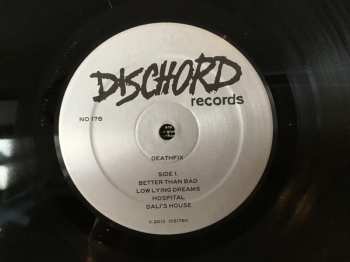 DISCHORD
records
NO 176
DEATHFIX
SIDE 1.
BETTER THAN BAD
LOW LYING DREAMS
HOSPITAL
DALI'S HOUSE